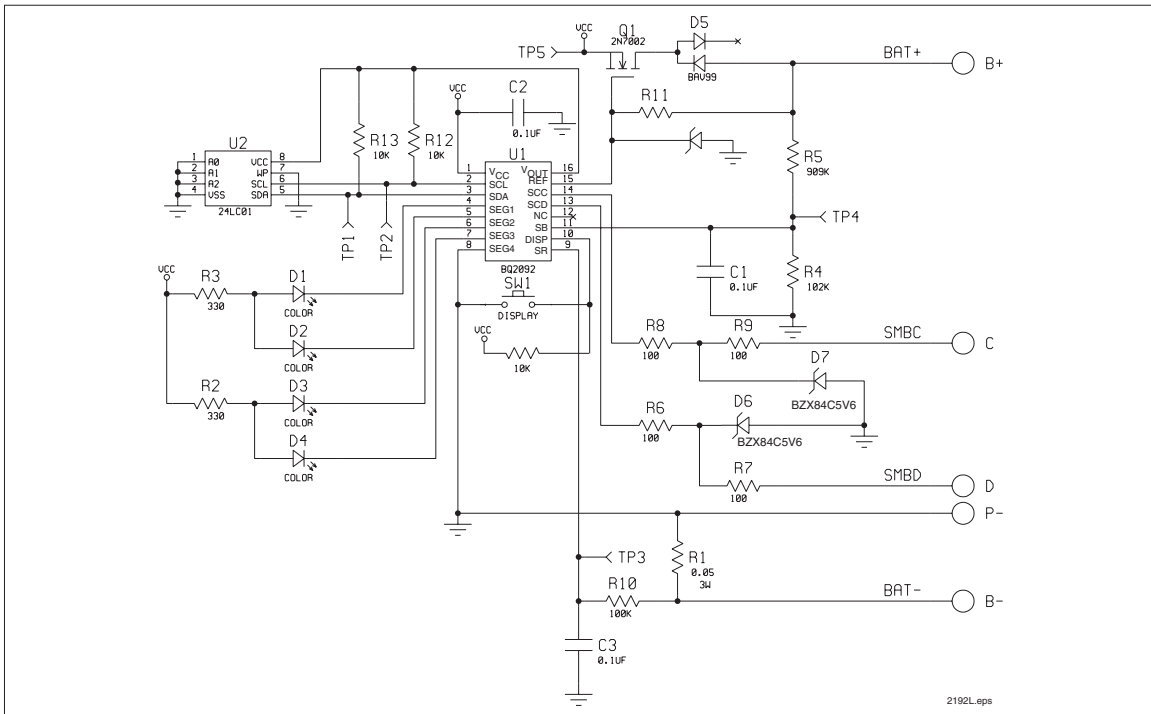 VCC
Q1
2N7002
D5
BAV99
TP5
BAT+
B+
VCC
C2
0.1UF
R11
R13
10K
R12
10K
U2
1 A0 VCC 8
2 A1 WP 7
3 A2 SCL 6
4 VSS SDA 5
24LC01
U1
1 VCC VOUT 16
2 SCL REF 15
3 SDA SCC 14
4 SEG1 SCD 13
5 SEG2 NC 12
6 SEG3 SB 11
7 SEG4 DISP 10
8 SR 9
BQ2092
R5
909K
TP4
TP1
TP2
C1
0.1UF
R4
102K
VCC
R3
330
D1
COLOR
D2
COLOR
SW1
DISPLAY
VCC
10K
R8
100
R9
100
SMBC
C
D7
BZX84C5V6
R2
330
D3
COLOR
D4
COLOR
R6
100
D6
BZX84C5V6
R7
100
SMBD
D
P-
TP3
R1
0.05
3W
R10
100K
BAT-
B-
C3
0.1UF
2192L.eps